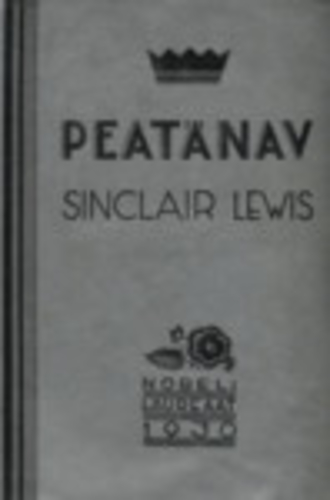 PEATÄNAV
SINCLAIR LEWIS
NOBELI
LAUREAAT
1930